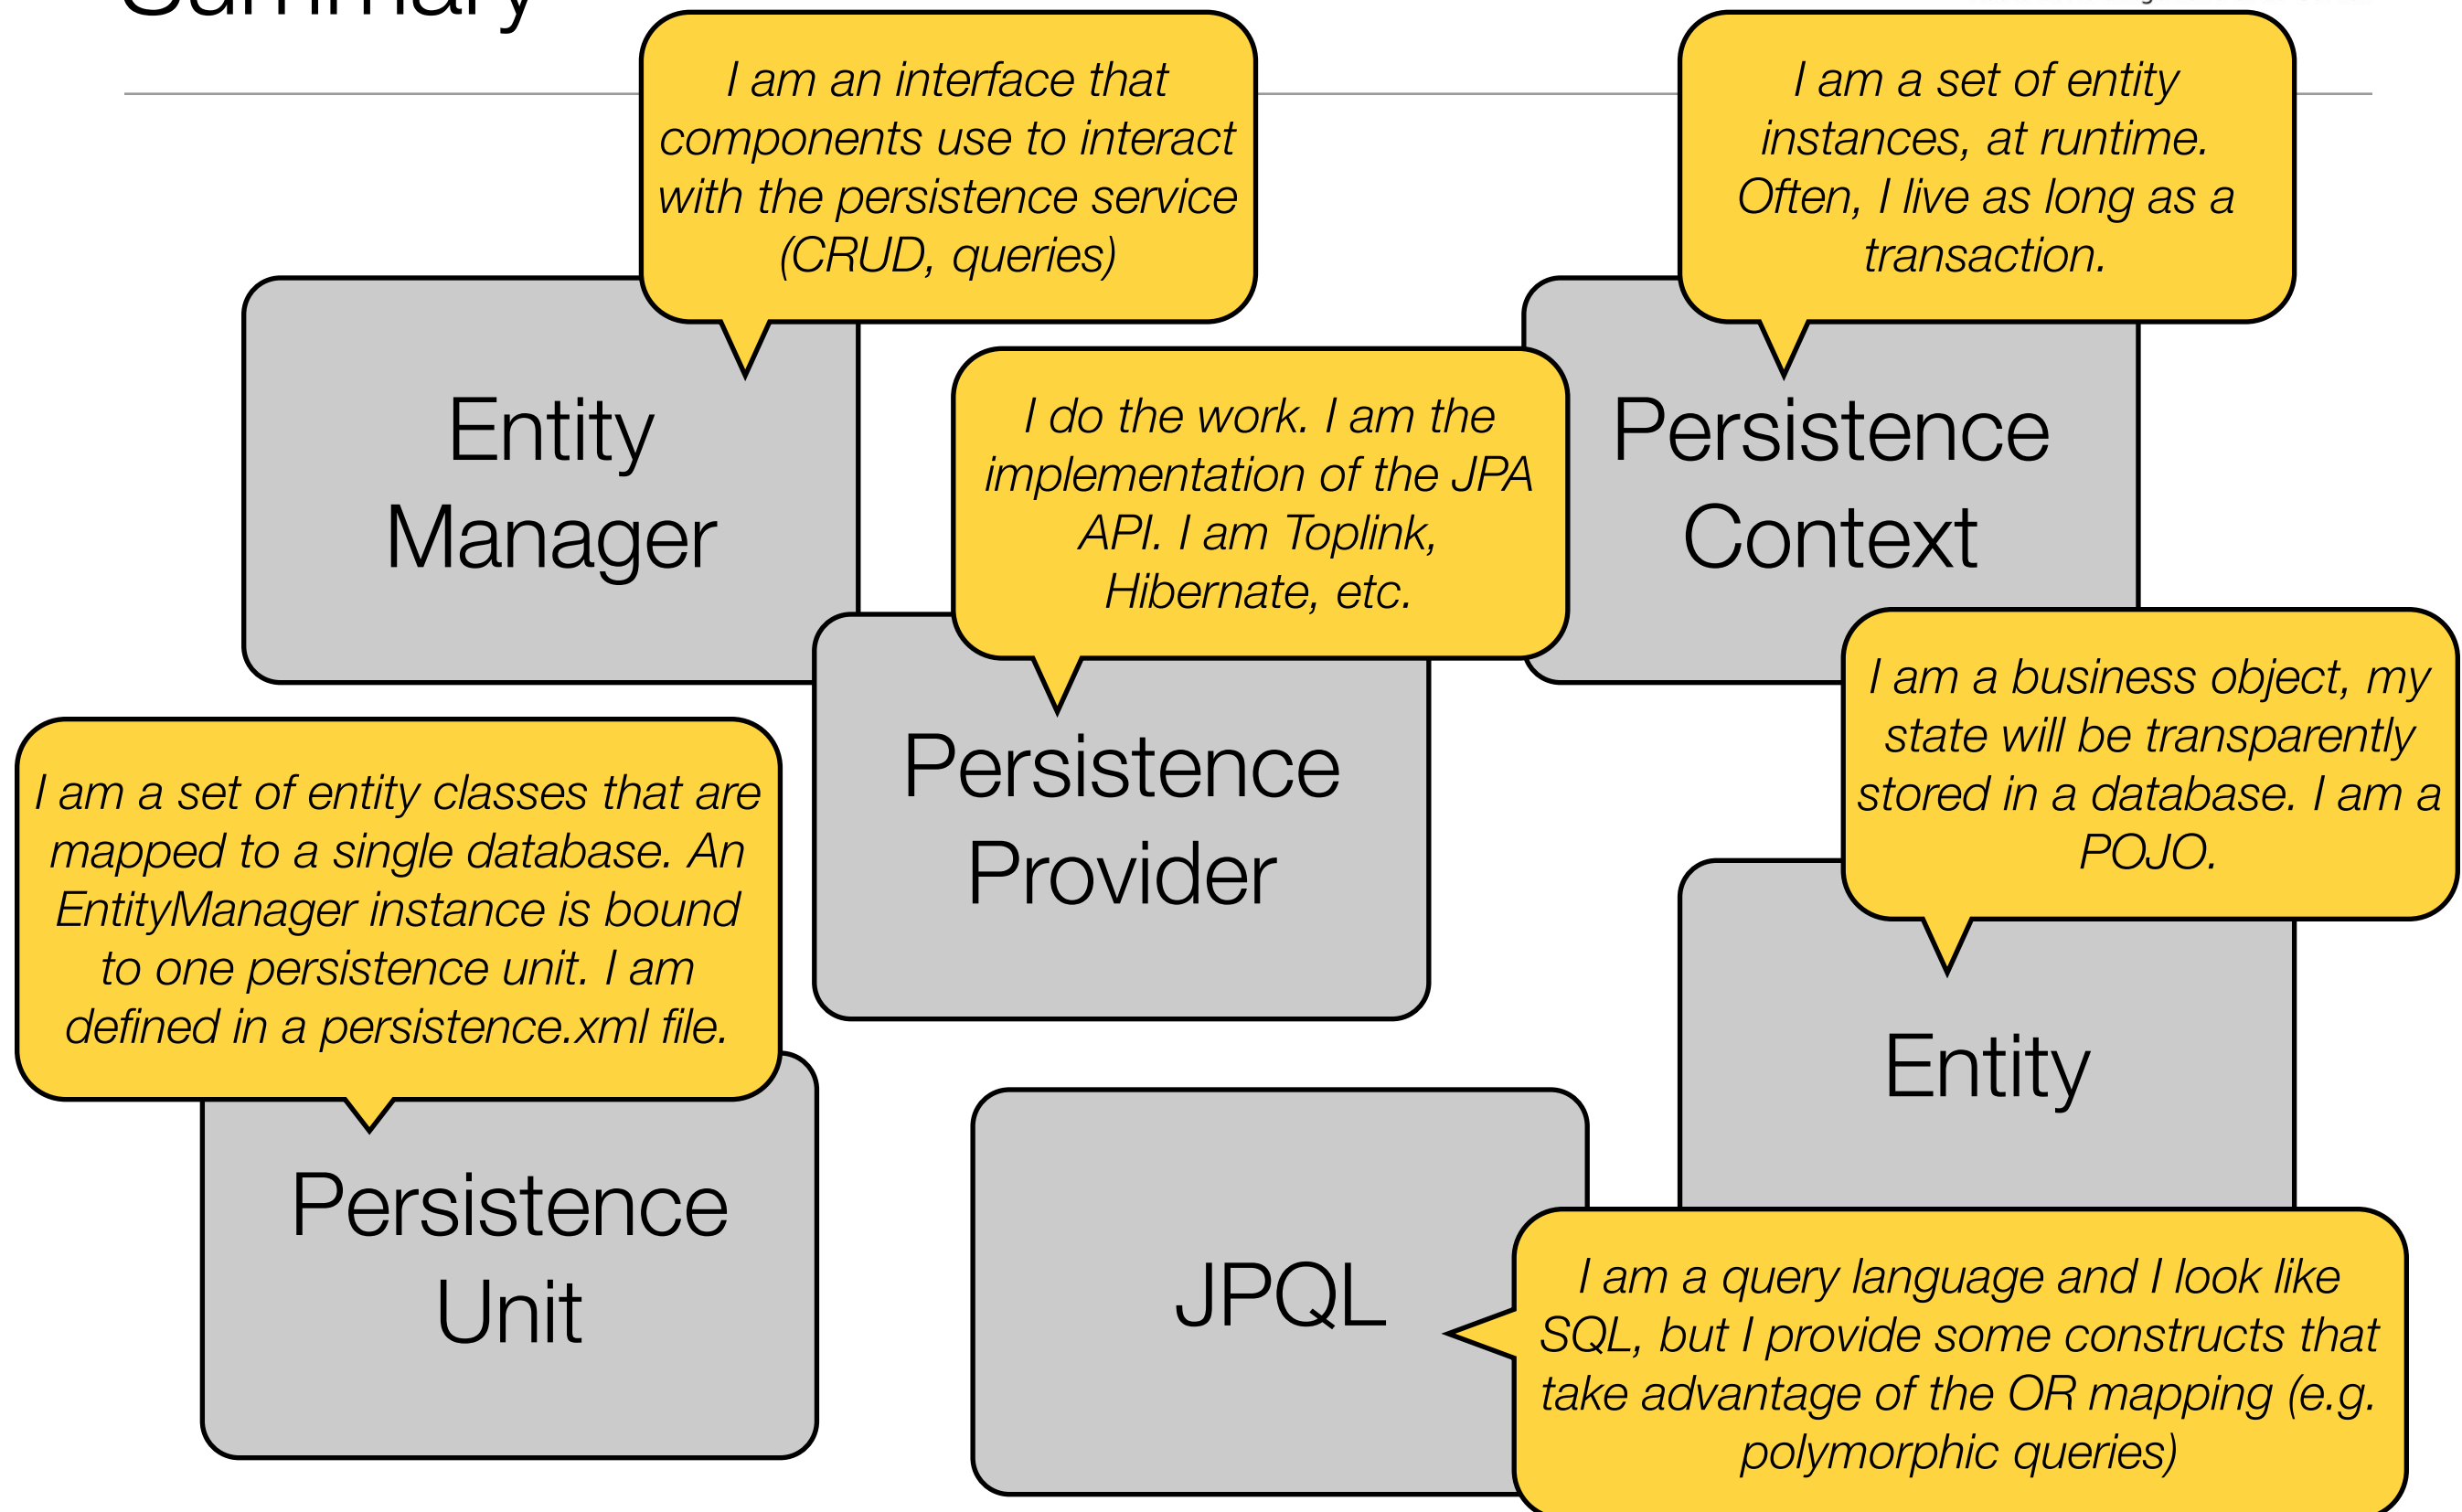 Summary
I am an interface that
components use to interact
with the persistence service
(CRUD, queries)
I am a set of entity
instances, at runtime.
Often, I live as long as a
transaction.
Entity
Manager
I do the work. I am the
implementation of the JPA
API. I am Toplink,
Hibernate, etc.
Persistence
Context
I am a business object, my
state will be transparently
stored in a database. I am a
POJO.
I am a set of entity classes that are
mapped to a single database. An
EntityManager instance is bound
to one persistence unit. I am
defined in a persistence.xml file.
Persistence
Provider
Entity
Persistence
Unit
JPQL
I am a query language and I look like
SQL, but I provide some constructs that
take advantage of the OR mapping (e.g.
polymorphic queries)